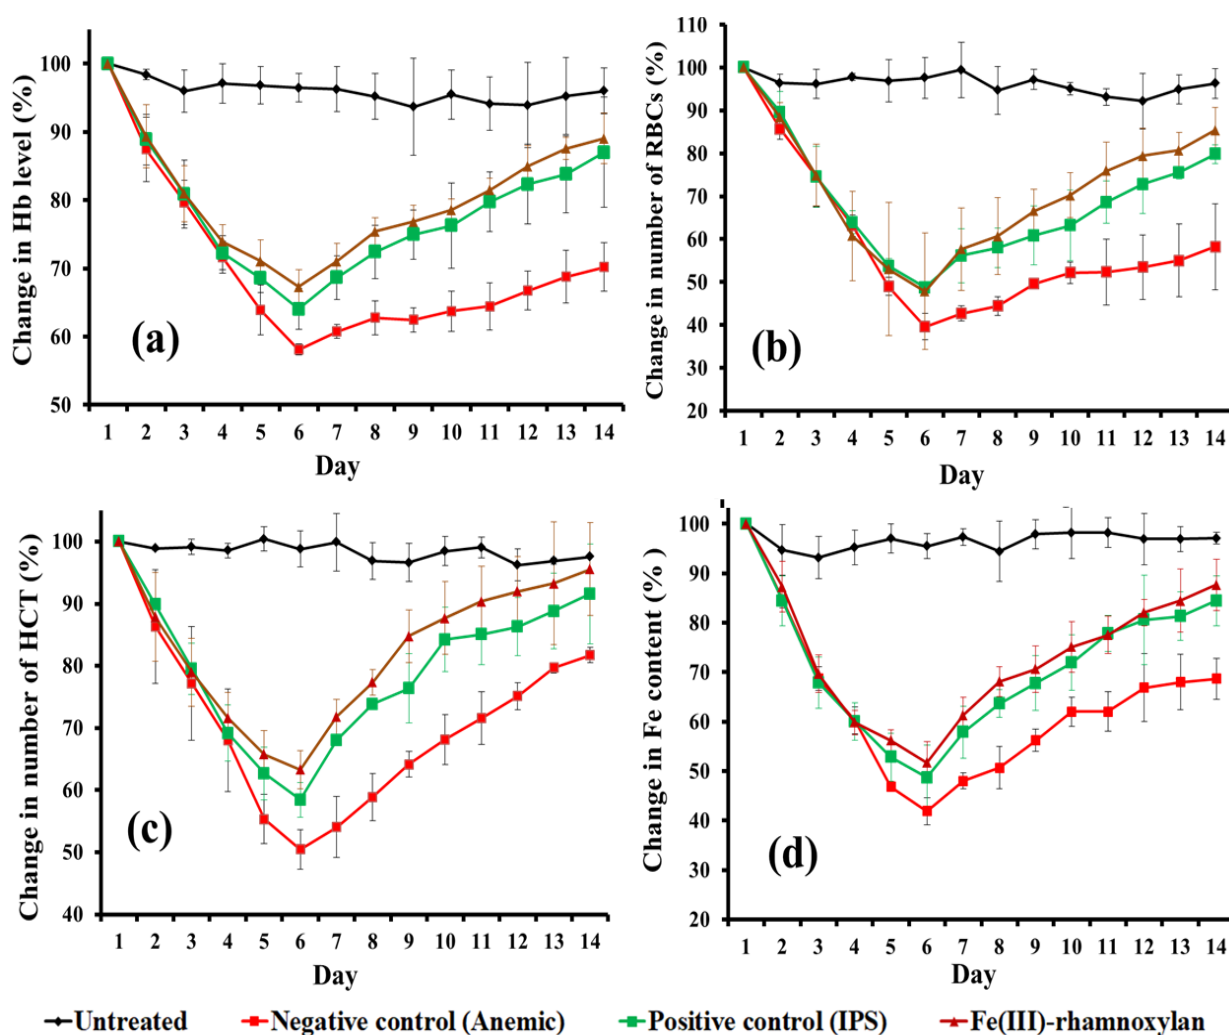 Change in Hb level (%)
100
90
80
70
60
50
(a)
1 2 3 4 5 6 7 8 9 10 11 12 13 14
Day
Change in number of RBCs (%)
110
100
90
80
70
60
50
40
30
20
(b)
1 2 3 4 5 6 7 8 9 10 11 12 13 14
Day
Change in number of HCT (%)
100
90
80
70
60
50
40
(c)
1 2 3 4 5 6 7 8 9 10 11 12 13 14
Day
Change in Fe content (%)
100
90
80
70
60
50
40
30
20
(d)
1 2 3 4 5 6 7 8 9 10 11 12 13 14
Day
Untreated Negative control (Anemic) Positive control (IPS) Fe(III)-rhamnoxylan